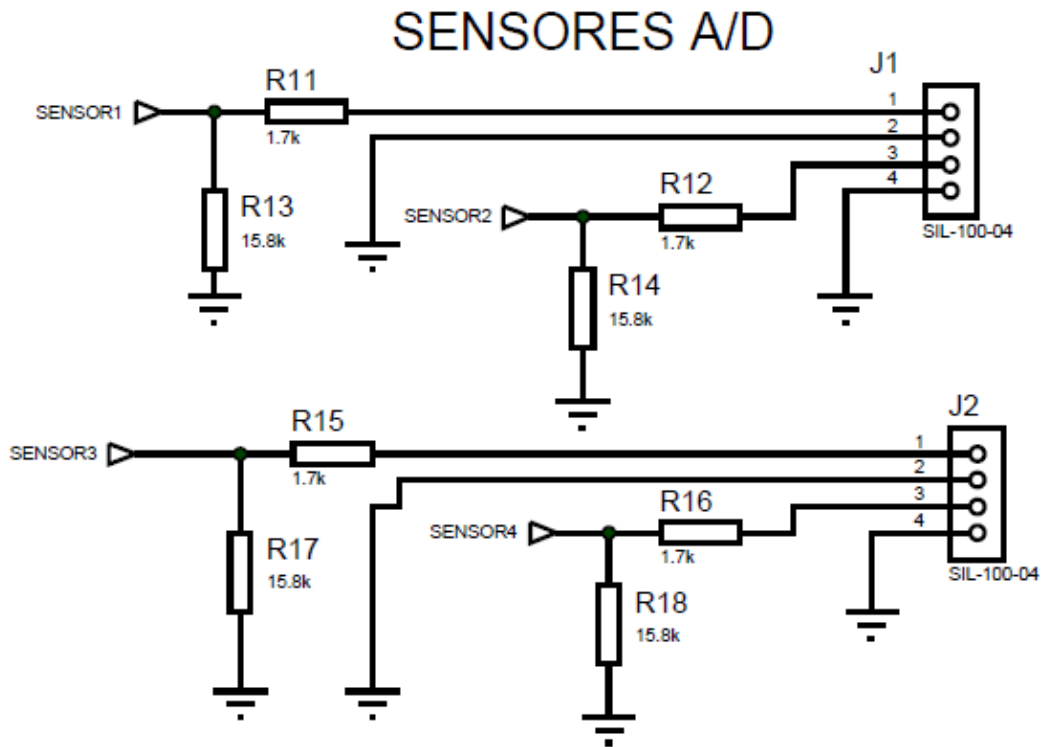 SENSORES A/D
J1
R11
SENSOR1
1.7k
1
2
3
4
R13
15.8k
R12
SENSOR2
1.7k
SIL-100-04
R14
15.8k
J2
R15
SENSOR3
1.7k
1
2
3
4
R16
SENSOR4
1.7k
R17
15.8k
SIL-100-04
R18
15.8k